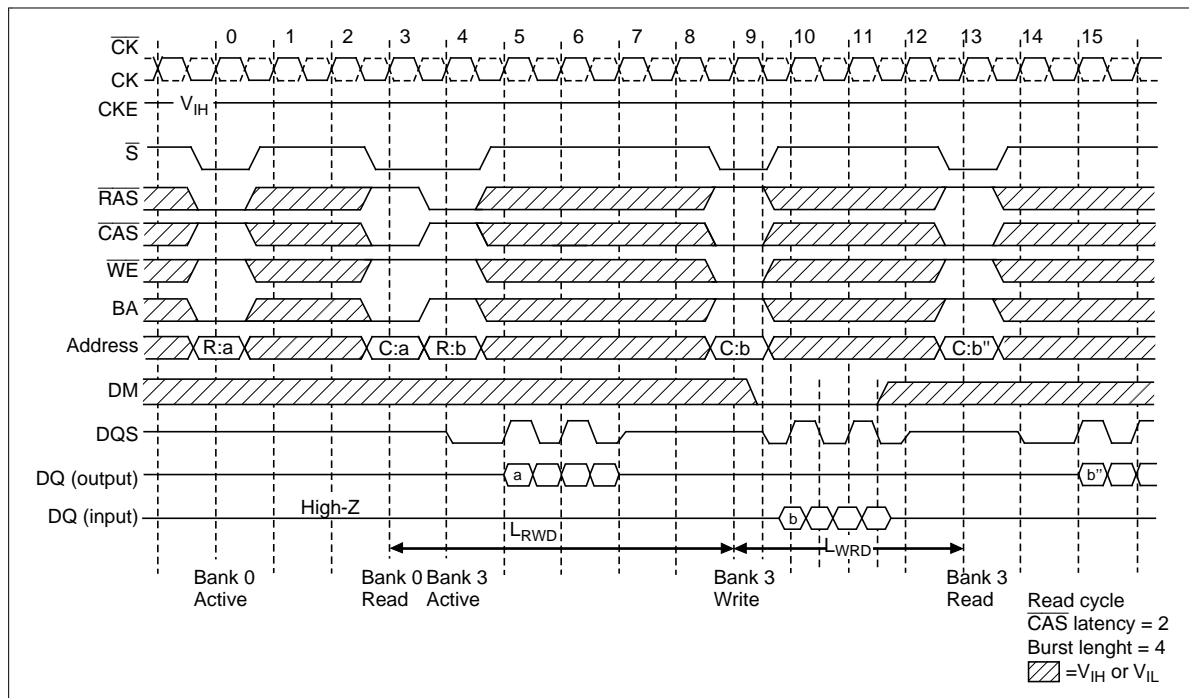 0 1 2 3 4 5 6 7 8 9 10 11 12 13 14 15
CK
CK
CKE VIH
S
RAS
CAS
WE
BA
Address R:a C:a R:b C:b C:b"
DM
DQS
DQ (output) a b"
DQ (input) High-Z b
LRWD LWRD
Bank 0 Active
Bank 0 Read
Bank 3 Active
Bank 3 Write
Bank 3 Read
Read cycle
CAS latency = 2
Burst lenght = 4
=VIH or VIL